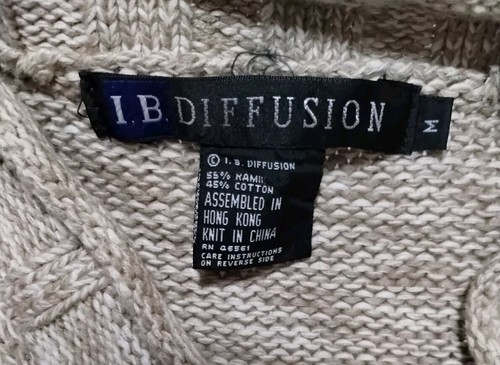 I.B. DIFFUSION
M
© I. B. DIFFUSION
55% RAMIE
45% COTTON
ASSEMBLED IN
HONG KONG
KNIT IN CHINA
RN 66561
CARE INSTRUCTIONS
ON REVERSE SIDE